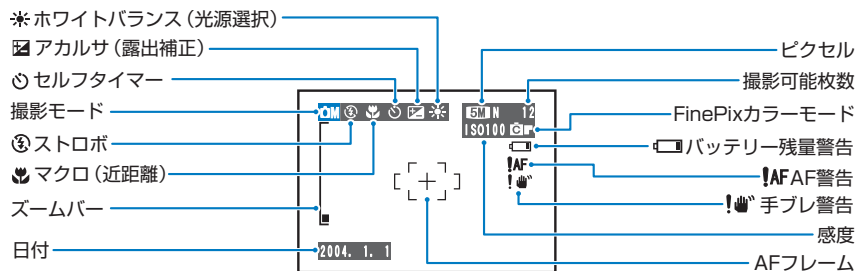 ホワイトバランス（光源選択）
アカルサ（露出補正）
セルフタイマー
撮影モード
ストロボ
マクロ（近距離）
ズームバー
日付
M
5M N 12
ISO100 C
!AF
!
2004. 1. 1
ピクセル
撮影可能枚数
FinePixカラーモード
バッテリー残量警告
!AF AF警告
! 手ブレ警告
感度
AFフレーム